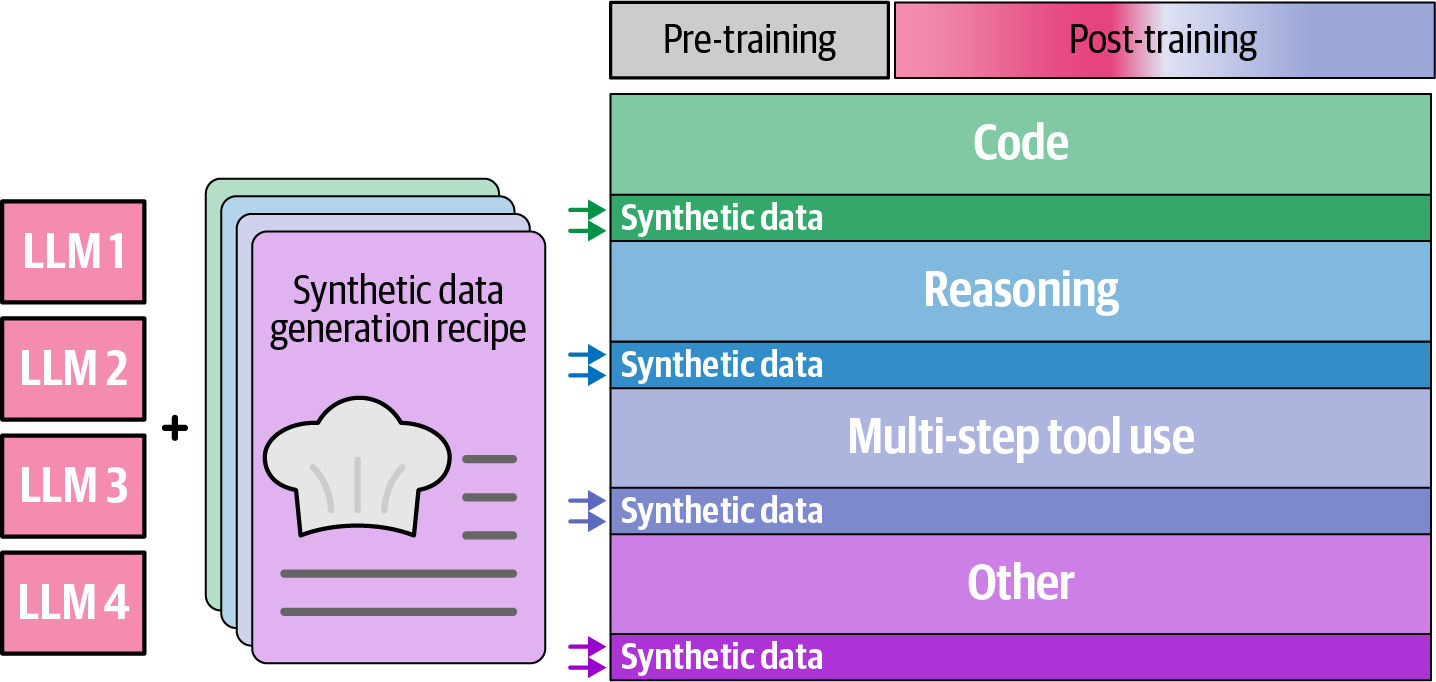 Pre-training
Post-training
LLM 1
LLM 2
LLM 3
LLM 4
+
Synthetic data
generation recipe
Code
Synthetic data
Reasoning
Synthetic data
Multi-step tool use
Synthetic data
Other
Synthetic data